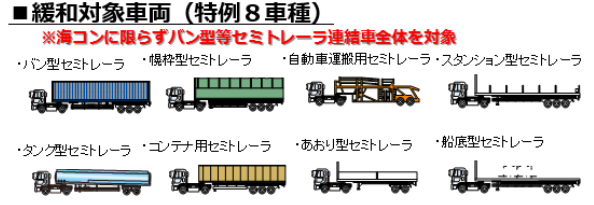 ■緩和対象車両（特例８車種）
※海コンに限らずバン型等セミトレーラ連結車全体を対象
・バン型セミトレーラ ・幌枠型セミトレーラ ・自動車運搬用セミトレーラ ・スタンション型セミトレーラ
・タンク型セミトレーラ ・コンテナ用セミトレーラ ・あおり型セミトレーラ ・船底型セミトレーラ